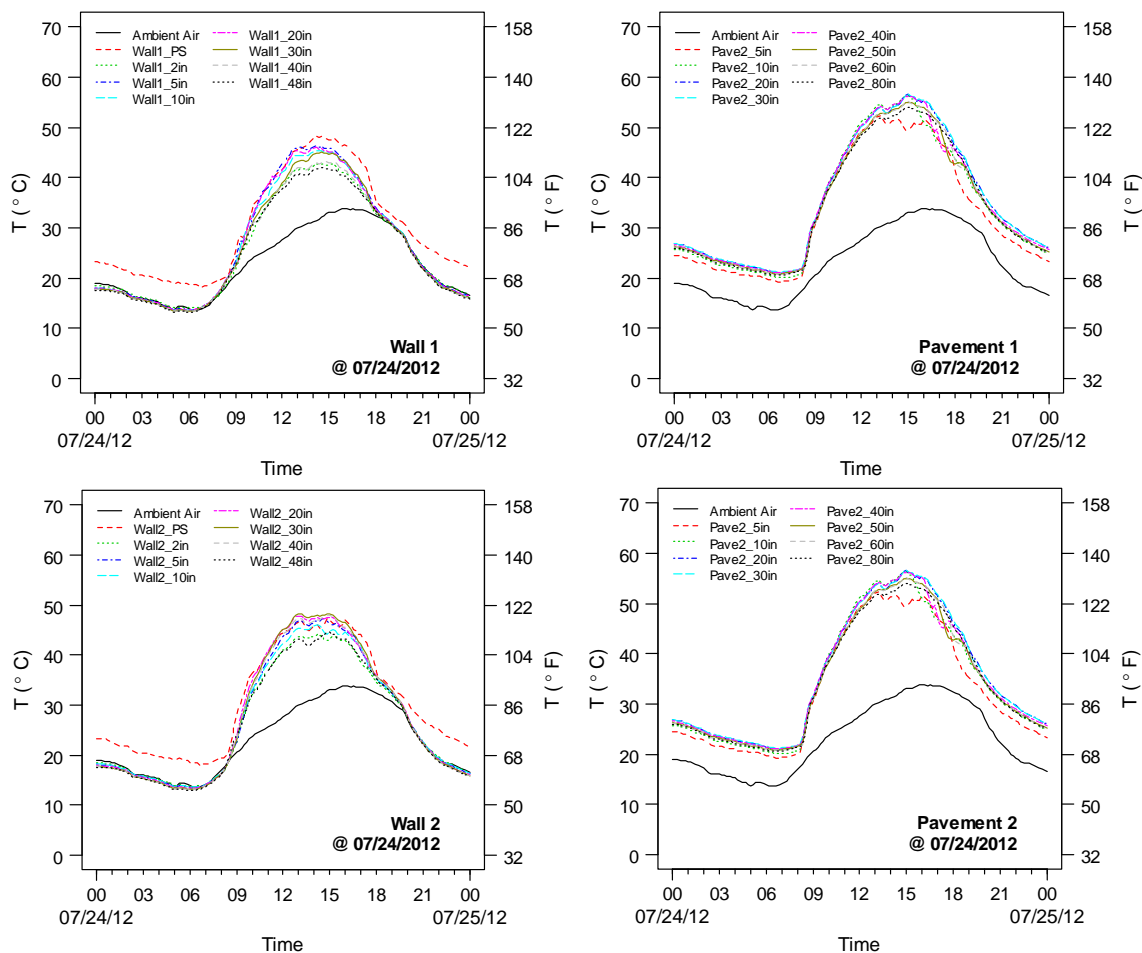 70
60
50
40
30
20
10
0
T ( ° C)
158
140
122
104
86
68
50
32
T ( ° F)
Ambient Air
Wall1_PS
Wall1_2in
Wall1_5in
Wall1_10in
Wall1_20in
Wall1_30in
Wall1_40in
Wall1_48in
Wall 1
@ 07/24/2012
00 03 06 09 12 15 18 21 00
07/24/12 07/25/12
Time
70
60
50
40
30
20
10
0
T ( ° C)
158
140
122
104
86
68
50
32
T ( ° F)
Ambient Air
Pave2_5in
Pave2_10in
Pave2_20in
Pave2_30in
Pave2_40in
Pave2_50in
Pave2_60in
Pave2_80in
Pavement 1
@ 07/24/2012
00 03 06 09 12 15 18 21 00
07/24/12 07/25/12
Time
70
60
50
40
30
20
10
0
T ( ° C)
158
140
122
104
86
68
50
32
T ( ° F)
Ambient Air
Wall2_PS
Wall2_2in
Wall2_5in
Wall2_10in
Wall2_20in
Wall2_30in
Wall2_40in
Wall2_48in
Wall 2
@ 07/24/2012
00 03 06 09 12 15 18 21 00
07/24/12 07/25/12
Time
70
60
50
40
30
20
10
0
T ( ° C)
158
140
122
104
86
68
50
32
T ( ° F)
Ambient Air
Pave2_5in
Pave2_10in
Pave2_20in
Pave2_30in
Pave2_40in
Pave2_50in
Pave2_60in
Pave2_80in
Pavement 2
@ 07/24/2012
00 03 06 09 12 15 18 21 00
07/24/12 07/25/12
Time